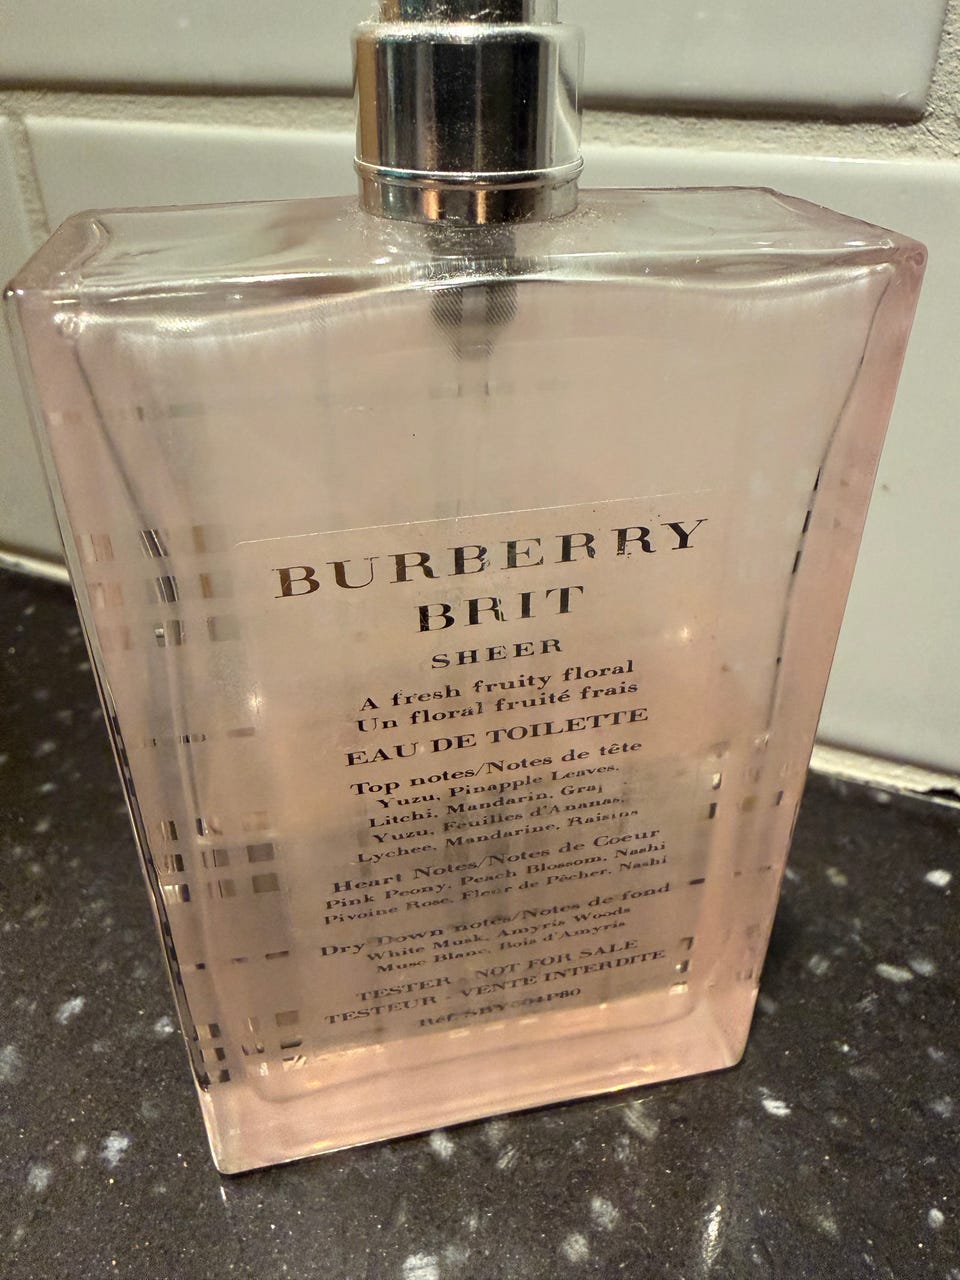 BURBERRY
BRIT
SHEER
A fresh fruity floral
Un floral fruité frais
EAU DE TOILETTE
Top notes/Notes de tête
Yuzu, Pinapple Leaves,
Litchi, Mandarin, Gra
Yuzu, Feuilles d'Ananas,
Lychee, Mandarine, Raisins
Heart Notes/Notes de Coeur
Pink Peony, Peach Blossom, Nashi
Pivoine Rose, Fleur de Pêcher, Nashi
Dry Down notes/Notes de fond
White Musk, Amyris Woods
Musc Blanc, Bois d'Amyris
TESTER - NOT FOR SALE
TESTEUR - VENTE INTERDITE
Réf.